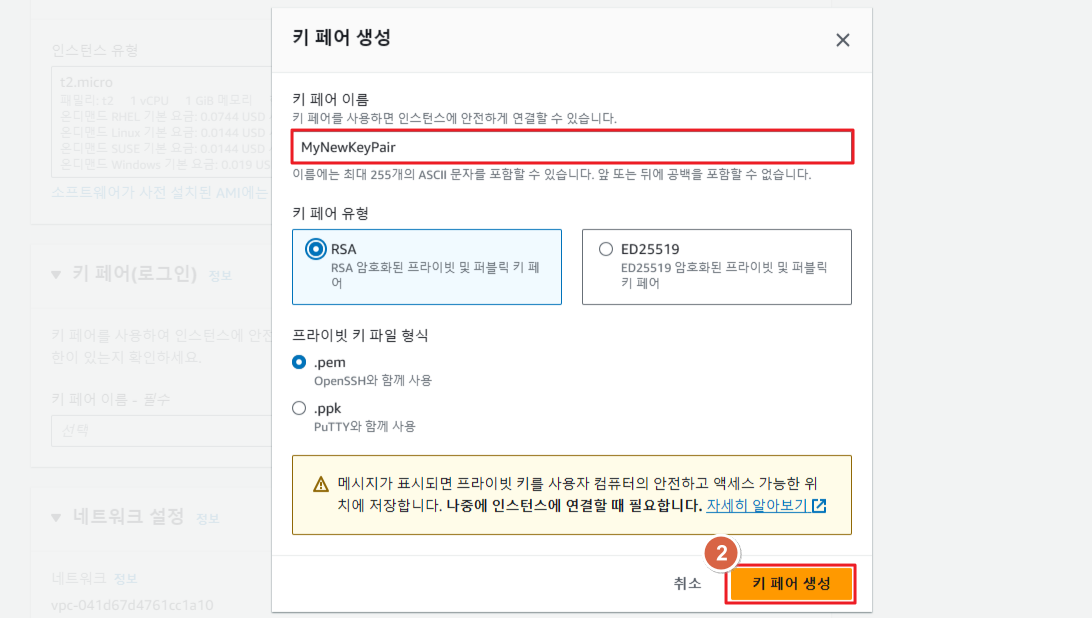 키 페어 생성
인스턴스 유형
t2.micro
패밀리: t2 1 vCPU 1 GiB 메모리
온디맨드 RHEL 기본 요금: 0.0744 USD
온디맨드 Linux 기본 요금: 0.0144 USD
온디맨드 SUSE 기본 요금: 0.0144 USD
온디맨드 Windows 기본 요금: 0.019 US
소프트웨어가 사전 설치된 AMI에는
키 페어 이름
키 페어를 사용하면 인스턴스에 안전하게 연결할 수 있습니다.
MyNewKeyPair
이름에는 최대 255개의 ASCII 문자를 포함할 수 있습니다. 앞 또는 뒤에 공백을 포함할 수 없습니다.
키 페어 유형
RSA
RSA 암호화된 프라이빗 및 퍼블릭 키 페
어
ED25519
ED25519 암호화된 프라이빗 및 퍼블릭
키 페어
▼ 키 페어(로그인) 정보
키 페어를 사용하여 인스턴스에 안전
한이 있는지 확인하세요.
키 페어 이름 - 필수
선택
프라이빗 키 파일 형식
.pem
OpenSSH와 함께 사용
.ppk
PuTTY와 함께 사용
메시지가 표시되면 프라이빗 키를 사용자 컴퓨터의 안전하고 액세스 가능한 위
치에 저장합니다. 나중에 인스턴스에 연결할 때 필요합니다. 자세히 알아보기
▼ 네트워크 설정 정보
네트워크 정보
vpc-041d67d4761cc1a10
2
취소
키 페어 생성